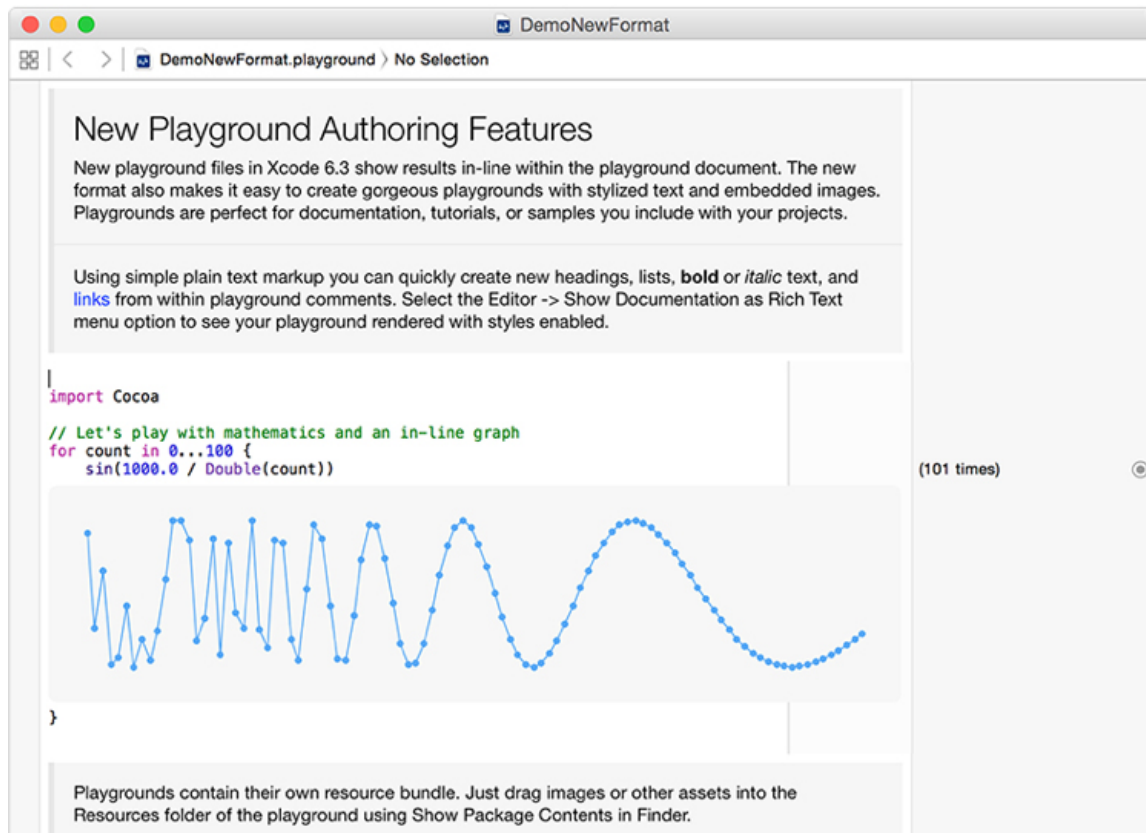 DemoNewFormat
DemoNewFormat.playground 〉 No Selection
New Playground Authoring Features
New playground files in Xcode 6.3 show results in-line within the playground document. The new
format also makes it easy to create gorgeous playgrounds with stylized text and embedded images.
Playgrounds are perfect for documentation, tutorials, or samples you include with your projects.
Using simple plain text markup you can quickly create new headings, lists, bold or italic text, and
links from within playground comments. Select the Editor -> Show Documentation as Rich Text
menu option to see your playground rendered with styles enabled.
import Cocoa
// Let's play with mathematics and an in-line graph
for count in 0...100 {
    sin(1000.0 / Double(count))
(101 times)
}
Playgrounds contain their own resource bundle. Just drag images or other assets into the
Resources folder of the playground using Show Package Contents in Finder.